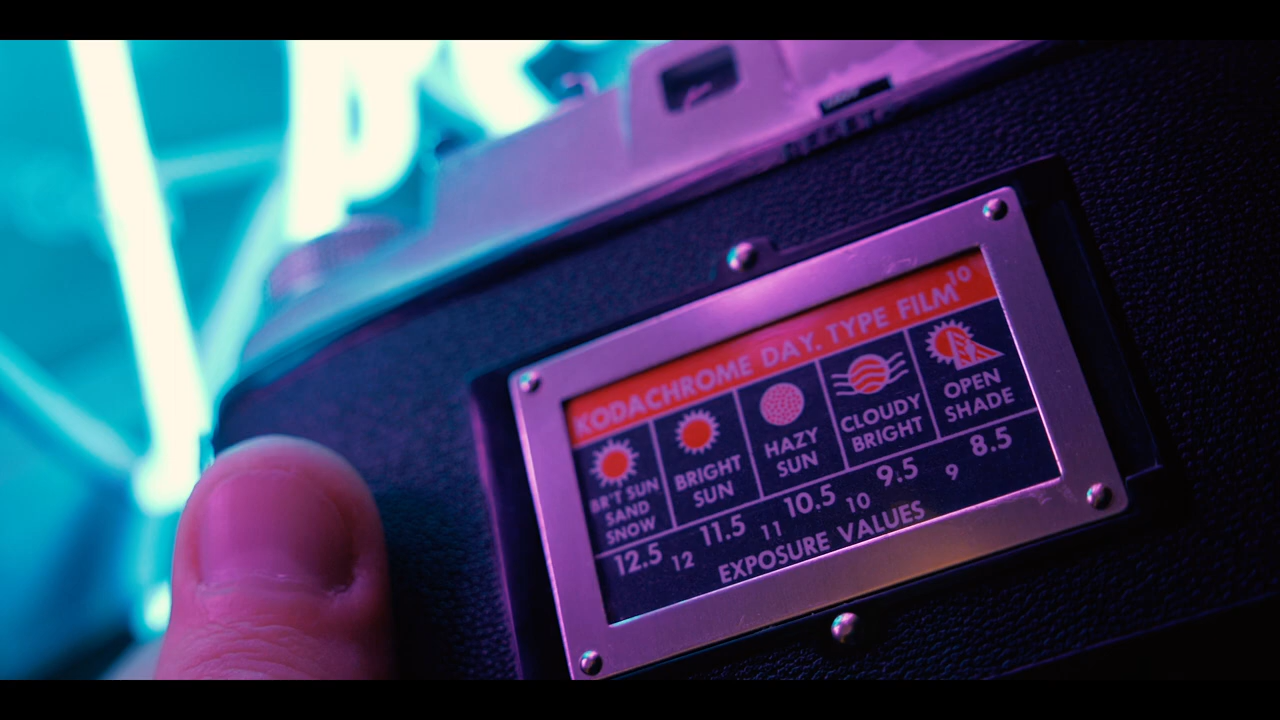 KODACHROME DAY. TYPE FILM 10
BR'T SUN
SAND
SNOW
BRIGHT
SUN
HAZY
SUN
CLOUDY
BRIGHT
OPEN
SHADE
12.5 12 11.5 11 10.5 10 9.5 9 8.5
EXPOSURE VALUES